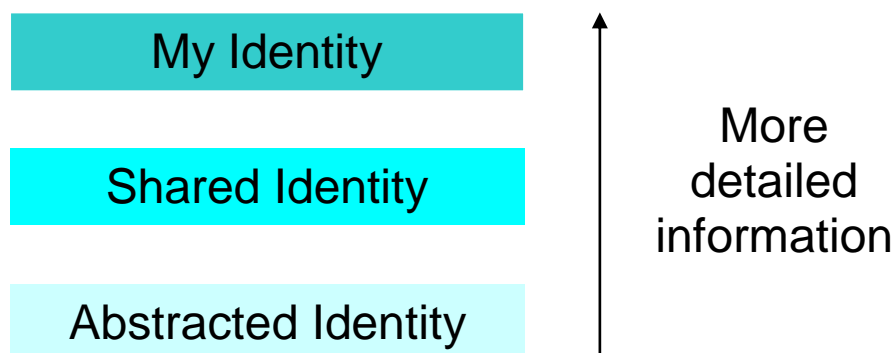 My Identity
Shared Identity
Abstracted Identity
More
detailed
information